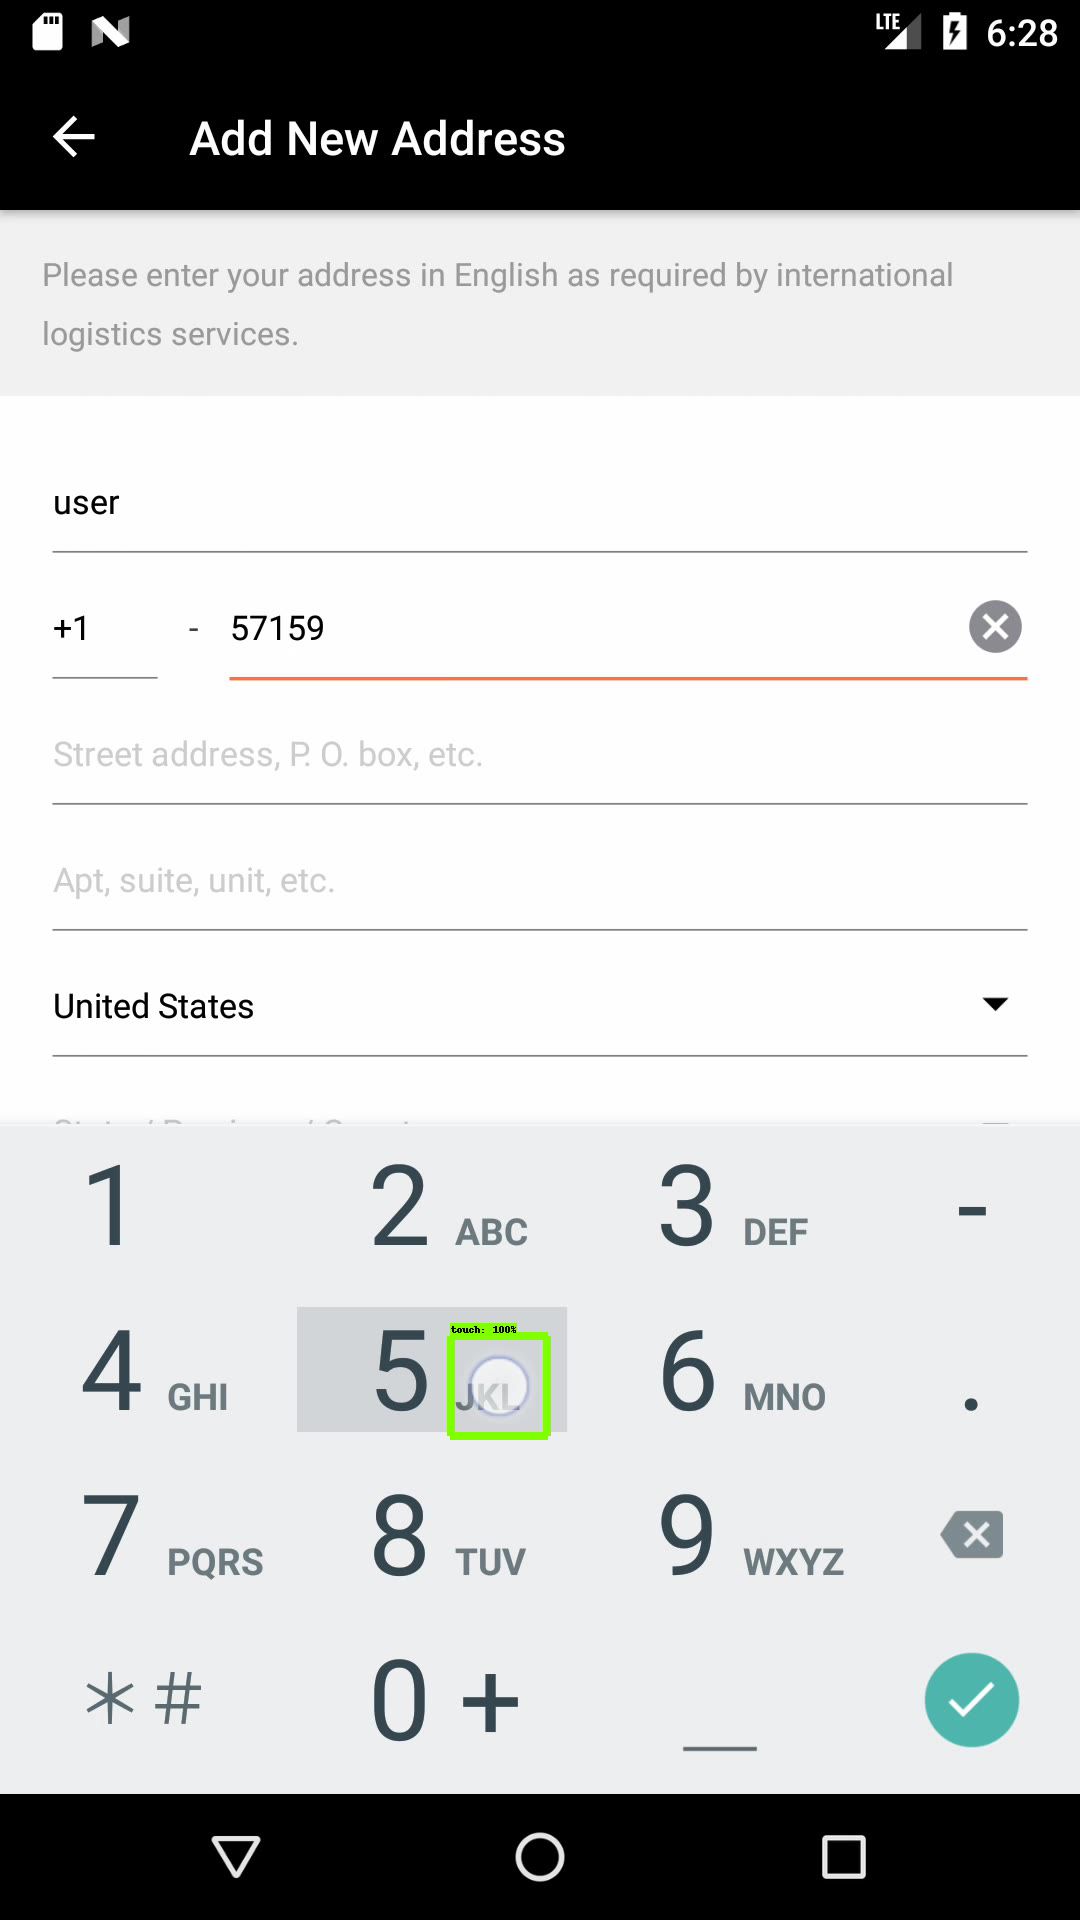 LTE 6:28
Add New Address
Please enter your address in English as required by international
logistics services.
user
+1 - 57159
Street address, P. O. box, etc.
Apt, suite, unit, etc.
United States
1 2 ABC 3 DEF -
touch: 100%
4 GHI 5 JKL 6 MNO .
7 PQRS 8 TUV 9 WXYZ
* # 0 + _